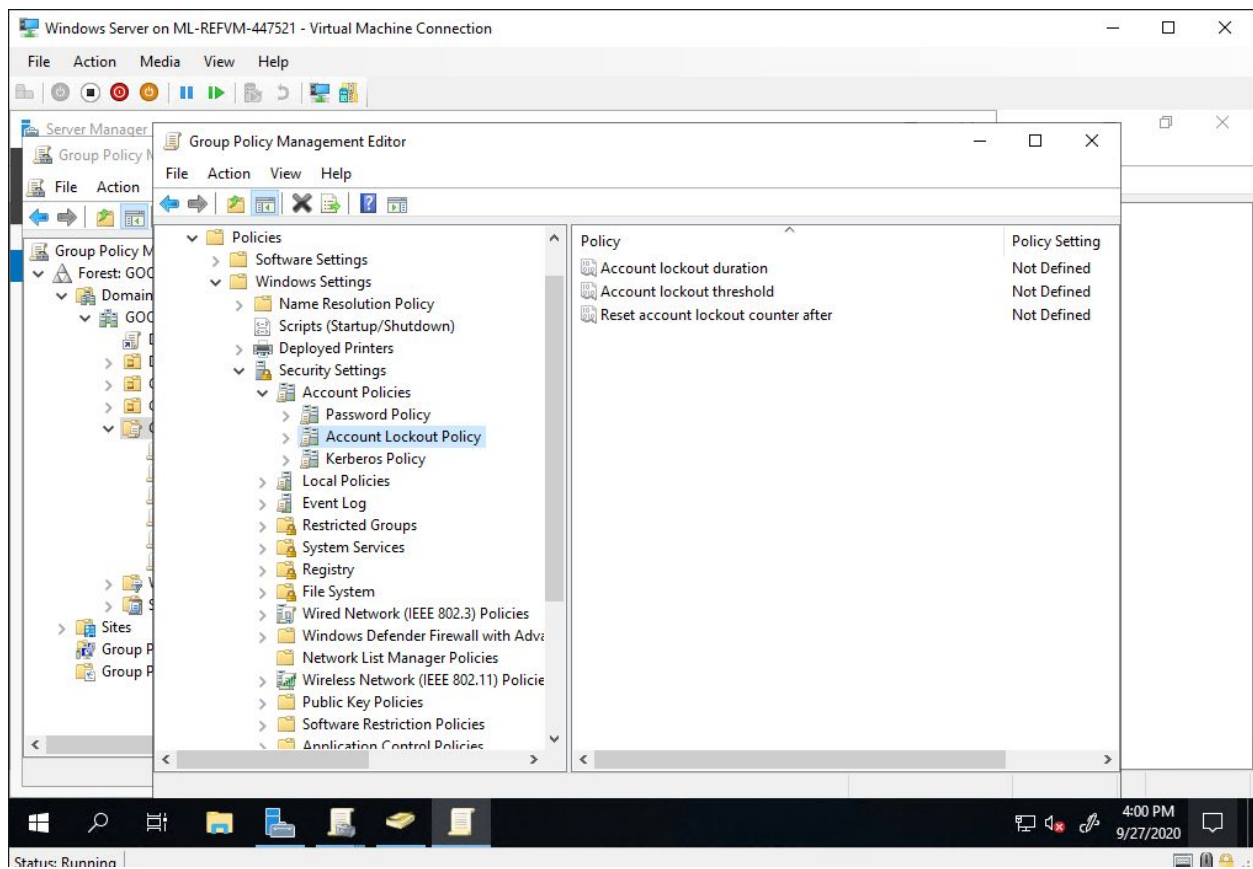 Windows Server on ML-REFVM-447521 - Virtual Machine Connection
File Action Media View Help
Server Manager
Group Policy
File Action
Group Policy
Forest:
Domain
Sites
Group
Group
Group Policy Management Editor
File Action View Help
Policies
Software Settings
Windows Settings
Name Resolution Policy
Scripts (Startup/Shutdown)
Deployed Printers
Security Settings
Account Policies
Password Policy
Account Lockout Policy
Kerberos Policy
Local Policies
Event Log
Restricted Groups
System Services
Registry
File System
Wired Network (IEEE 802.3) Policies
Windows Defender Firewall with Adva
Network List Manager Policies
Wireless Network (IEEE 802.11) Policie
Public Key Policies
Software Restriction Policies
Application Control Policies
Policy Policy Setting
Account lockout duration Not Defined
Account lockout threshold Not Defined
Reset account lockout counter after Not Defined
4:00 PM
9/27/2020
Status: Running